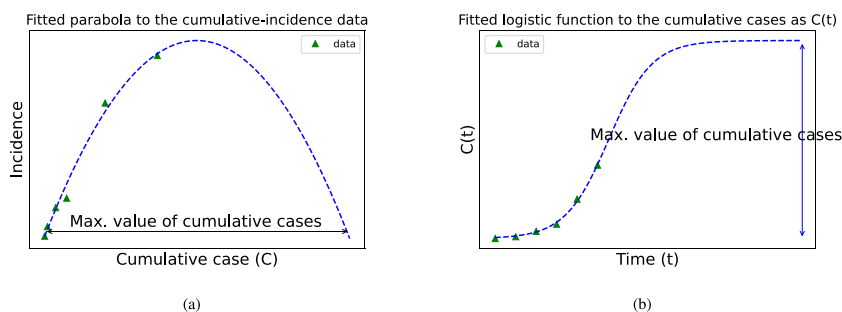 Fitted parabola to the cumulative-incidence data
data
Incidence
Max. value of cumulative cases
Cumulative case (C)
(a)
Fitted logistic function to the cumulative cases as C(t)
data
C(t)
Max. value of cumulative cases
Time (t)
(b)